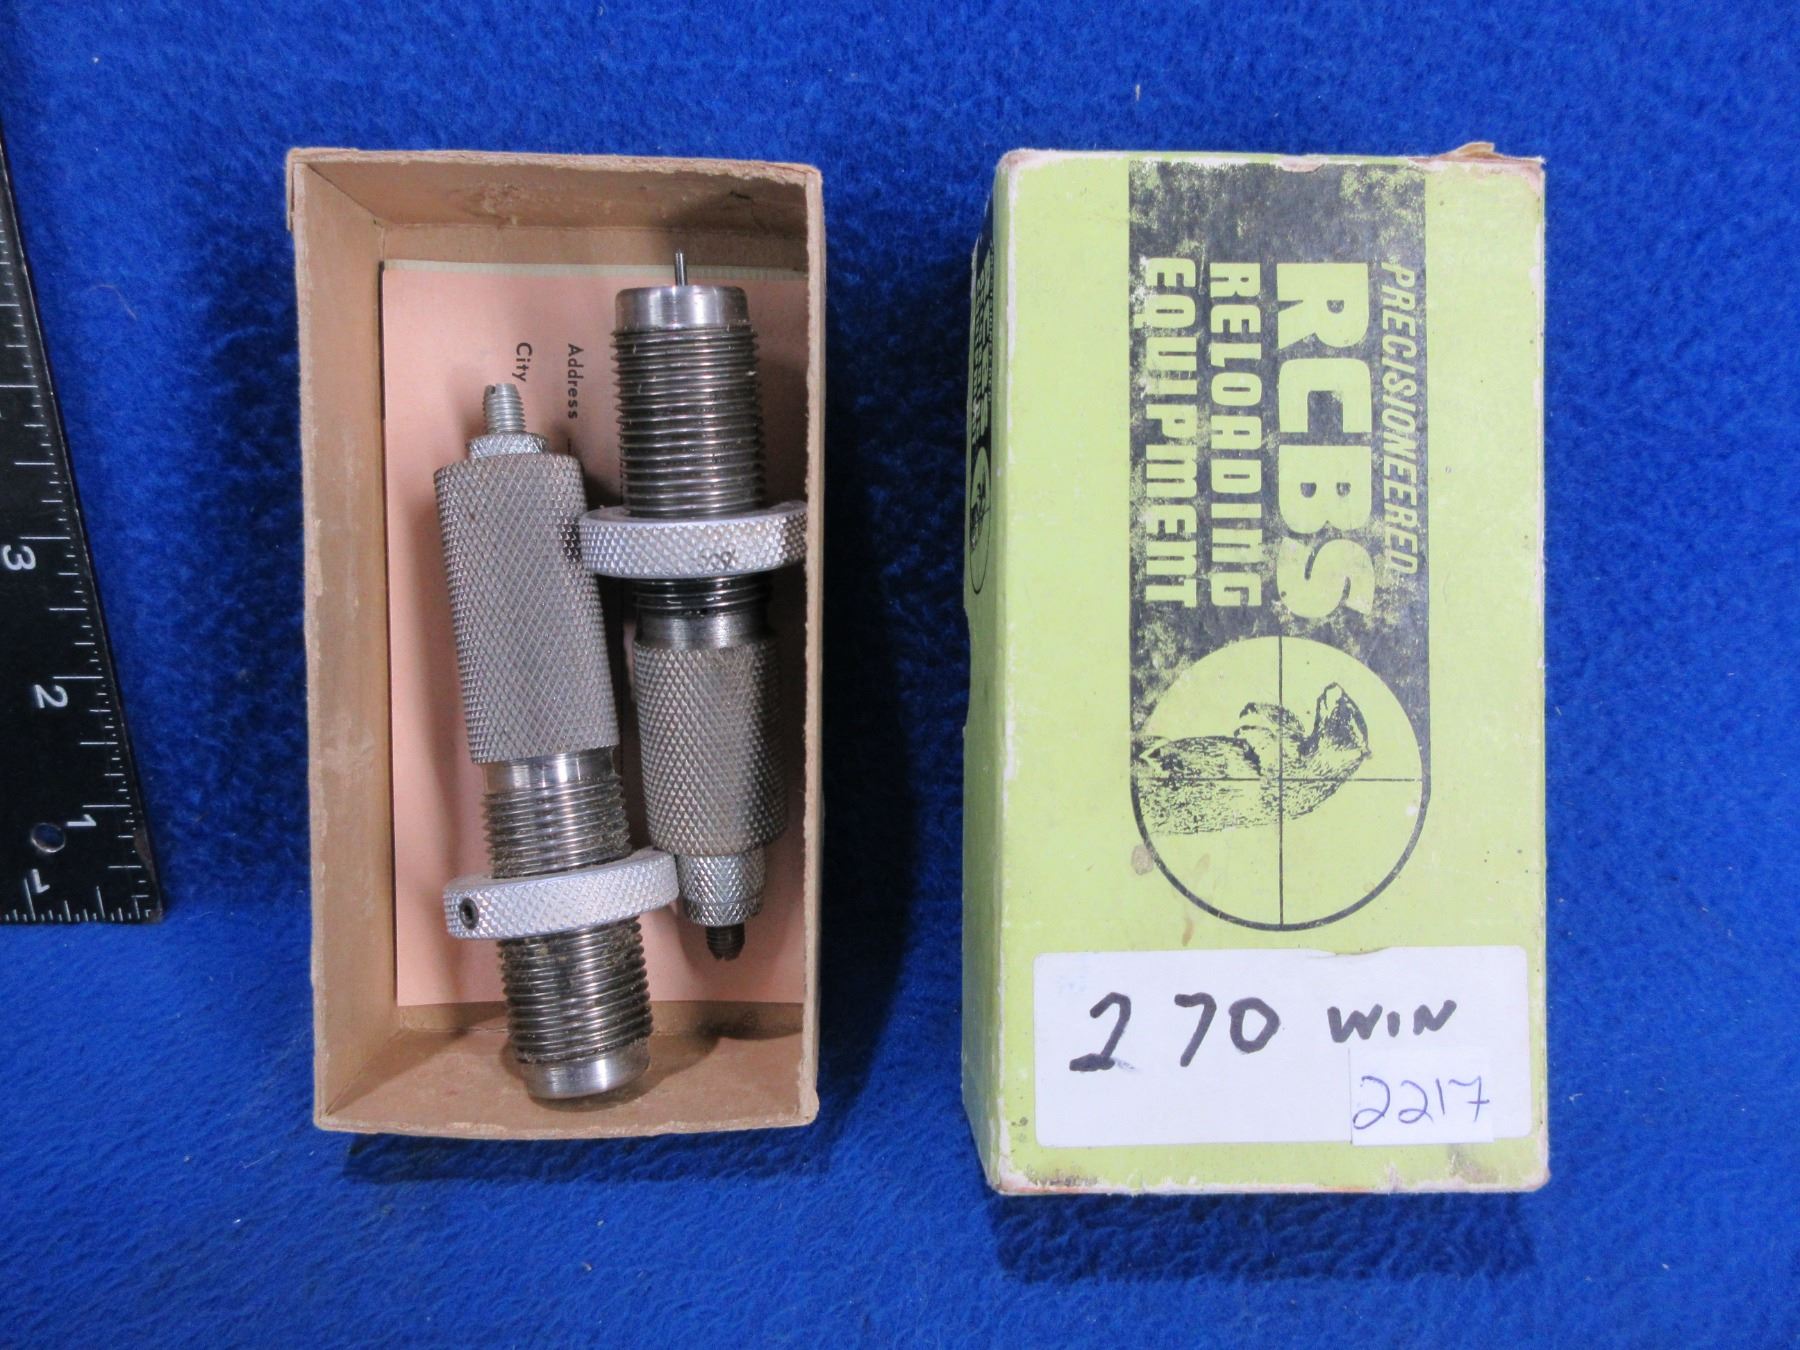 PRECISIONEERED
RCBS
RELOADING
EQUIPMENT
270 WIN
2217
Address
City
3
2
1